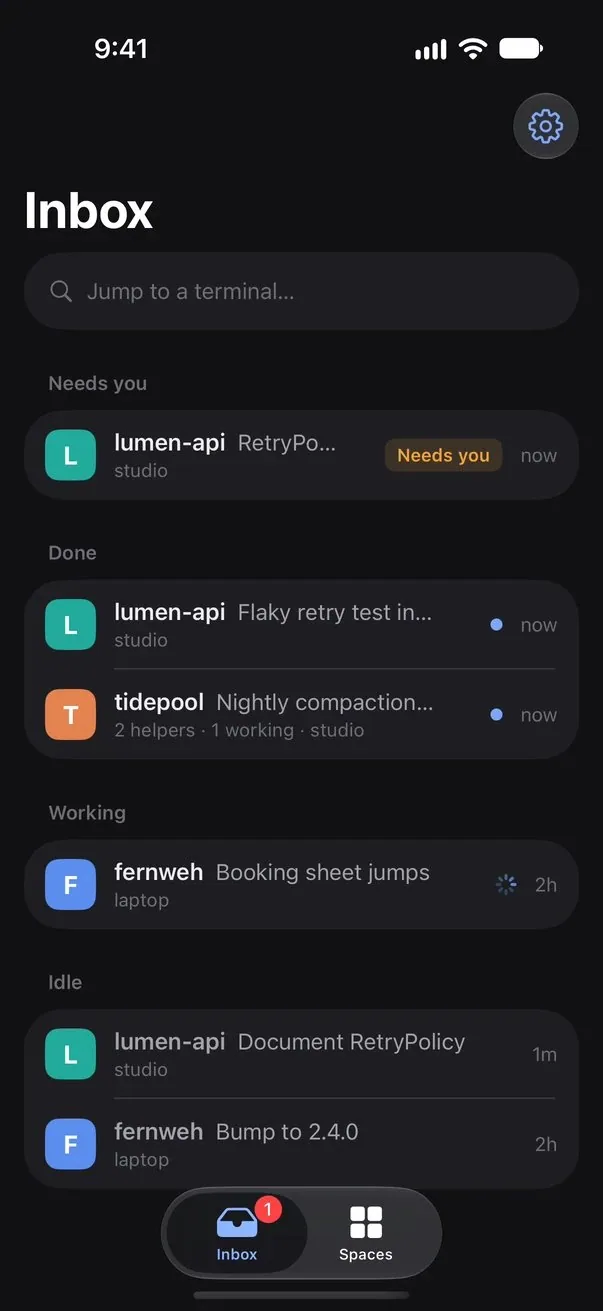 9:41
Inbox
Jump to a terminal...
Needs you
L lumen-api RetryPo... Needs you now
studio
Done
L lumen-api Flaky retry test in... now
studio
T tidepool Nightly compaction... now
2 helpers · 1 working · studio
Working
F fernweh Booking sheet jumps 2h
laptop
Idle
L lumen-api Document RetryPolicy 1m
studio
F fernweh Bump to 2.4.0 2h
laptop
1
Inbox Spaces